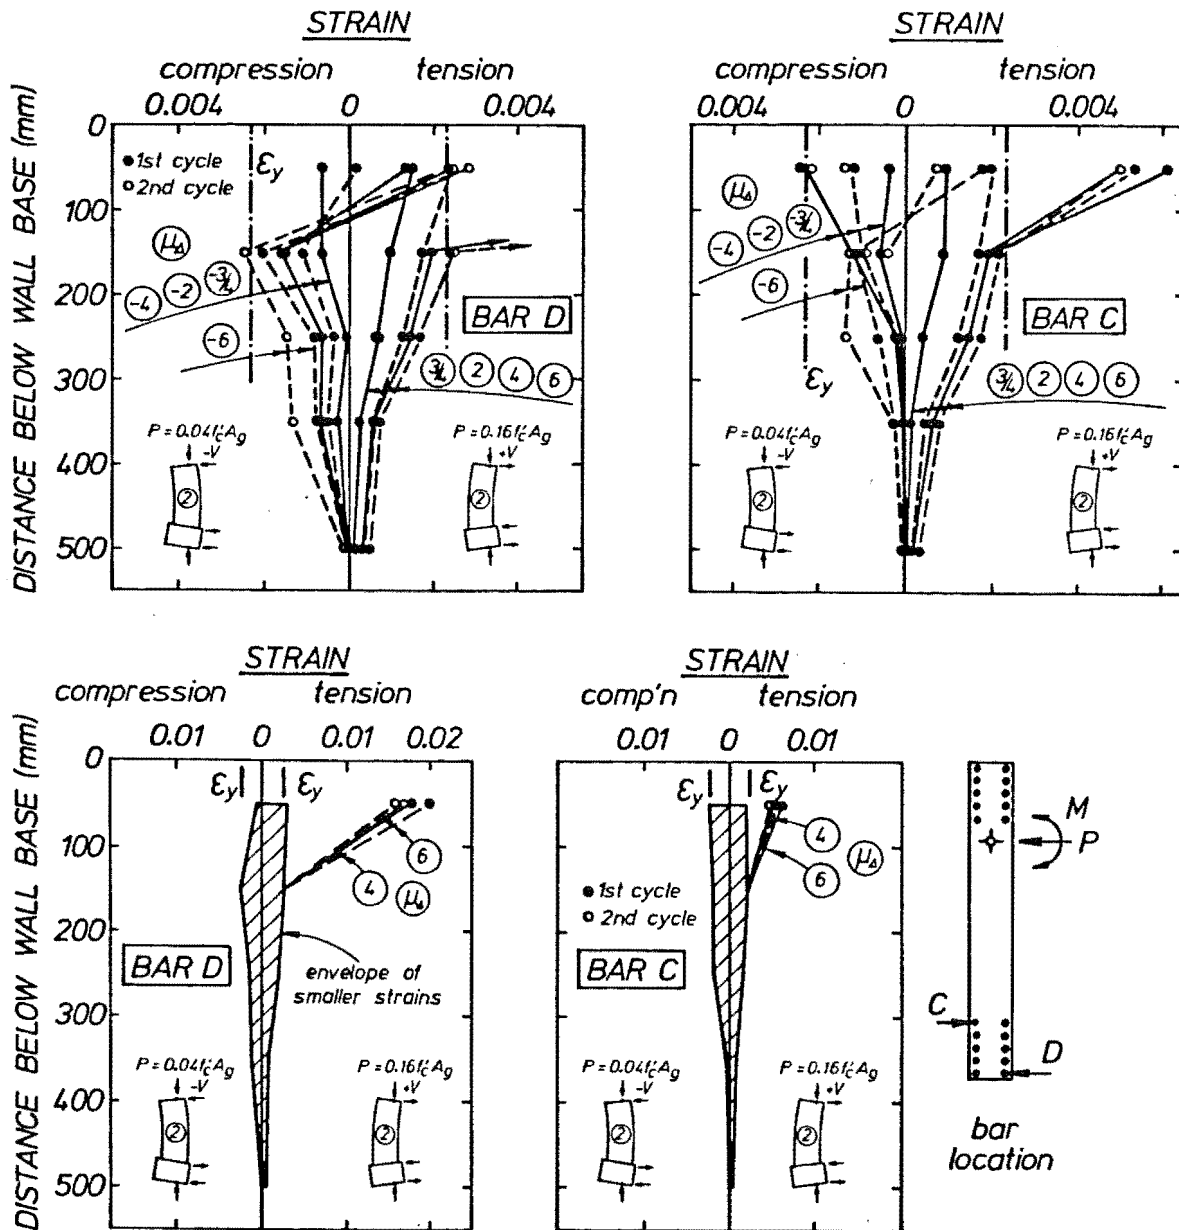 STRAIN
compression tension
0.004 0 0.004
DISTANCE BELOW WALL BASE (mm)
0
100
200
300
400
500
● 1st cycle
○ 2nd cycle
εy
μΔ
-4 -2 -¾
-6
BAR D
¾ 2 4 6
P = 0.04f'cAg
-V
2
P = 0.16f'cAg
+V
2
STRAIN
compression tension
0.004 0 0.004
μΔ
-4 -2 -¾
-6
BAR C
εy
¾ 2 4 6
P = 0.04f'cAg
-V
2
P = 0.16f'cAg
+V
2
STRAIN
compression tension
0.01 0 0.01 0.02
DISTANCE BELOW WALL BASE (mm)
0
100
200
300
400
500
εy εy
6
4 μΔ
BAR D
envelope of
smaller strains
P = 0.04f'cAg
-V
2
P = 0.16f'cAg
+V
2
STRAIN
comp'n tension
0.01 0 0.01
εy εy
4
6 μΔ
● 1st cycle
○ 2nd cycle
BAR C
P = 0.04f'cAg
-V
2
P = 0.16f'cAg
+V
2
M
P
C
D
bar
location